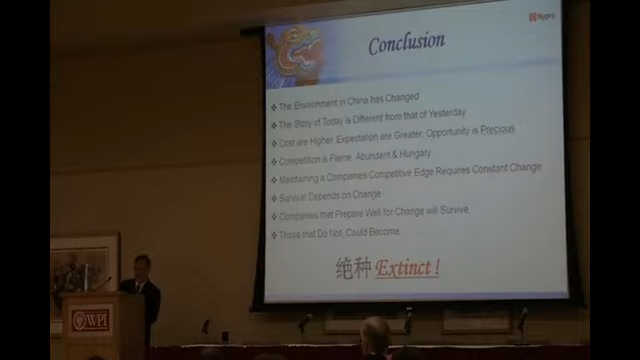 Nypro
Conclusion
The Environment in China has Changed
The Story of Today is Different from that of Yesterday
Cost are Higher, Expectation are Greater, Opportunity is Precious
Competition is Fierce, Abundant & Hungary
Maintaining a Companies Competitive Edge Requires Constant Change
Survival Depends on Change
Companies that Prepare Well for Change will Survive
Those that Do Not, Could Become
绝种 Extinct !
WPI